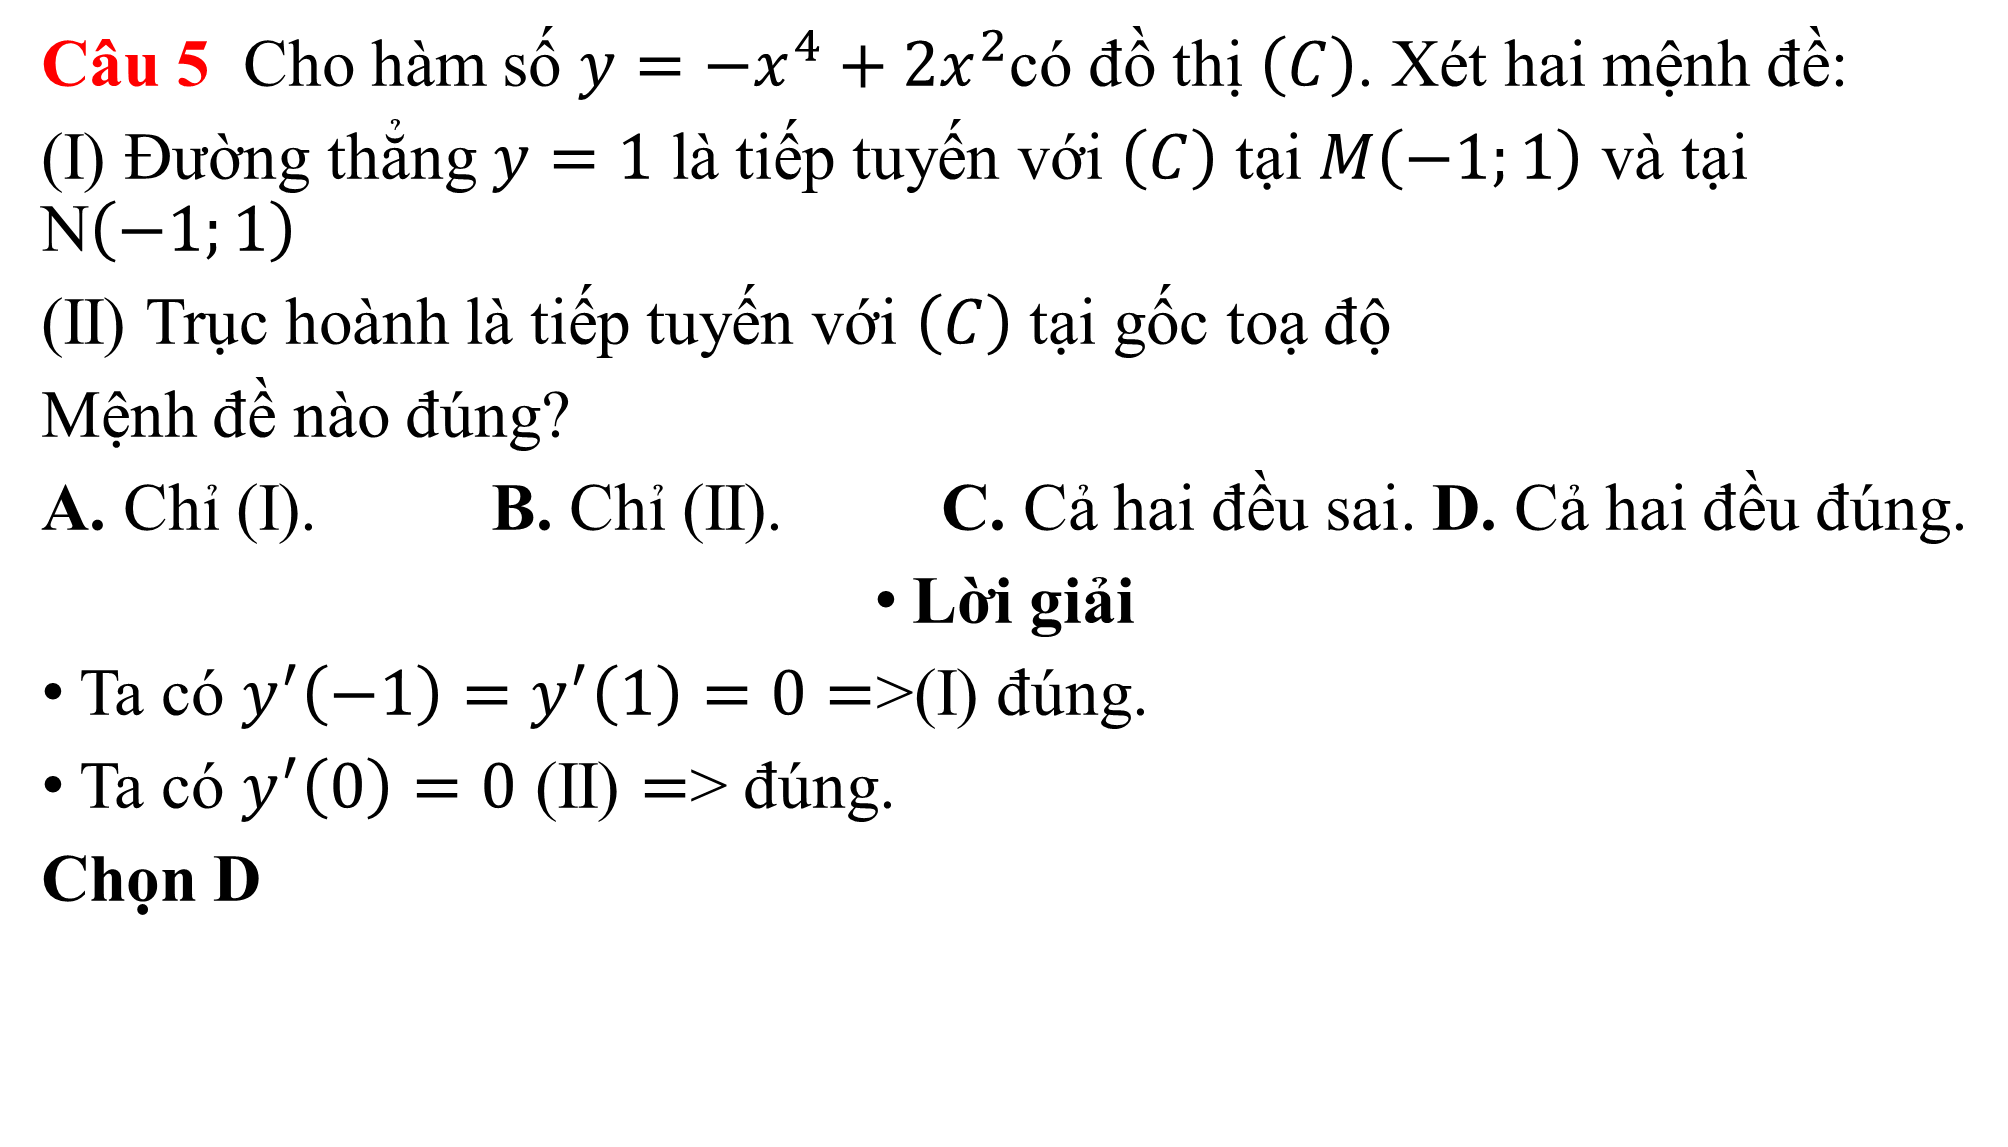 Câu 5 Cho hàm số y = −x⁴ + 2x²có đồ thị (C). Xét hai mệnh đề:
(I) Đường thẳng y = 1 là tiếp tuyến với (C) tại M(−1; 1) và tại
N(−1; 1)
(II) Trục hoành là tiếp tuyến với (C) tại gốc toạ độ
Mệnh đề nào đúng?
A. Chỉ (I). B. Chỉ (II). C. Cả hai đều sai. D. Cả hai đều đúng.
• Lời giải
• Ta có y′(−1) = y′(1) = 0 =>(I) đúng.
• Ta có y′(0) = 0 (II) => đúng.
Chọn D